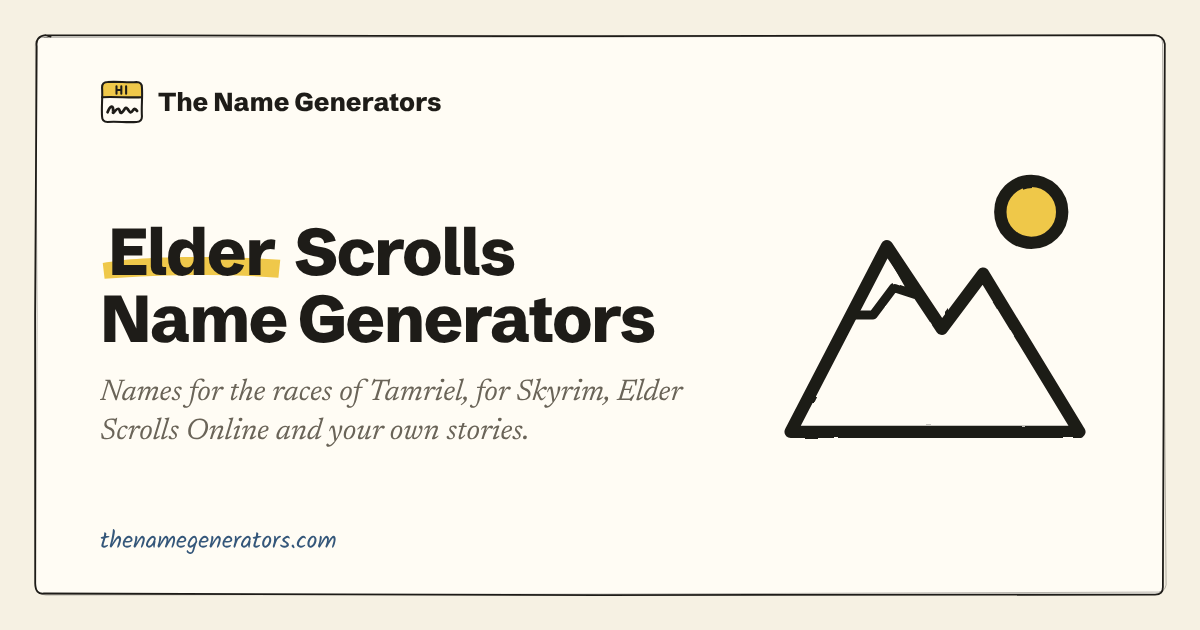 HI
The Name Generators
Elder Scrolls
Name Generators
Names for the races of Tamriel, for Skyrim, Elder
Scrolls Online and your own stories.
thenamegenerators.com